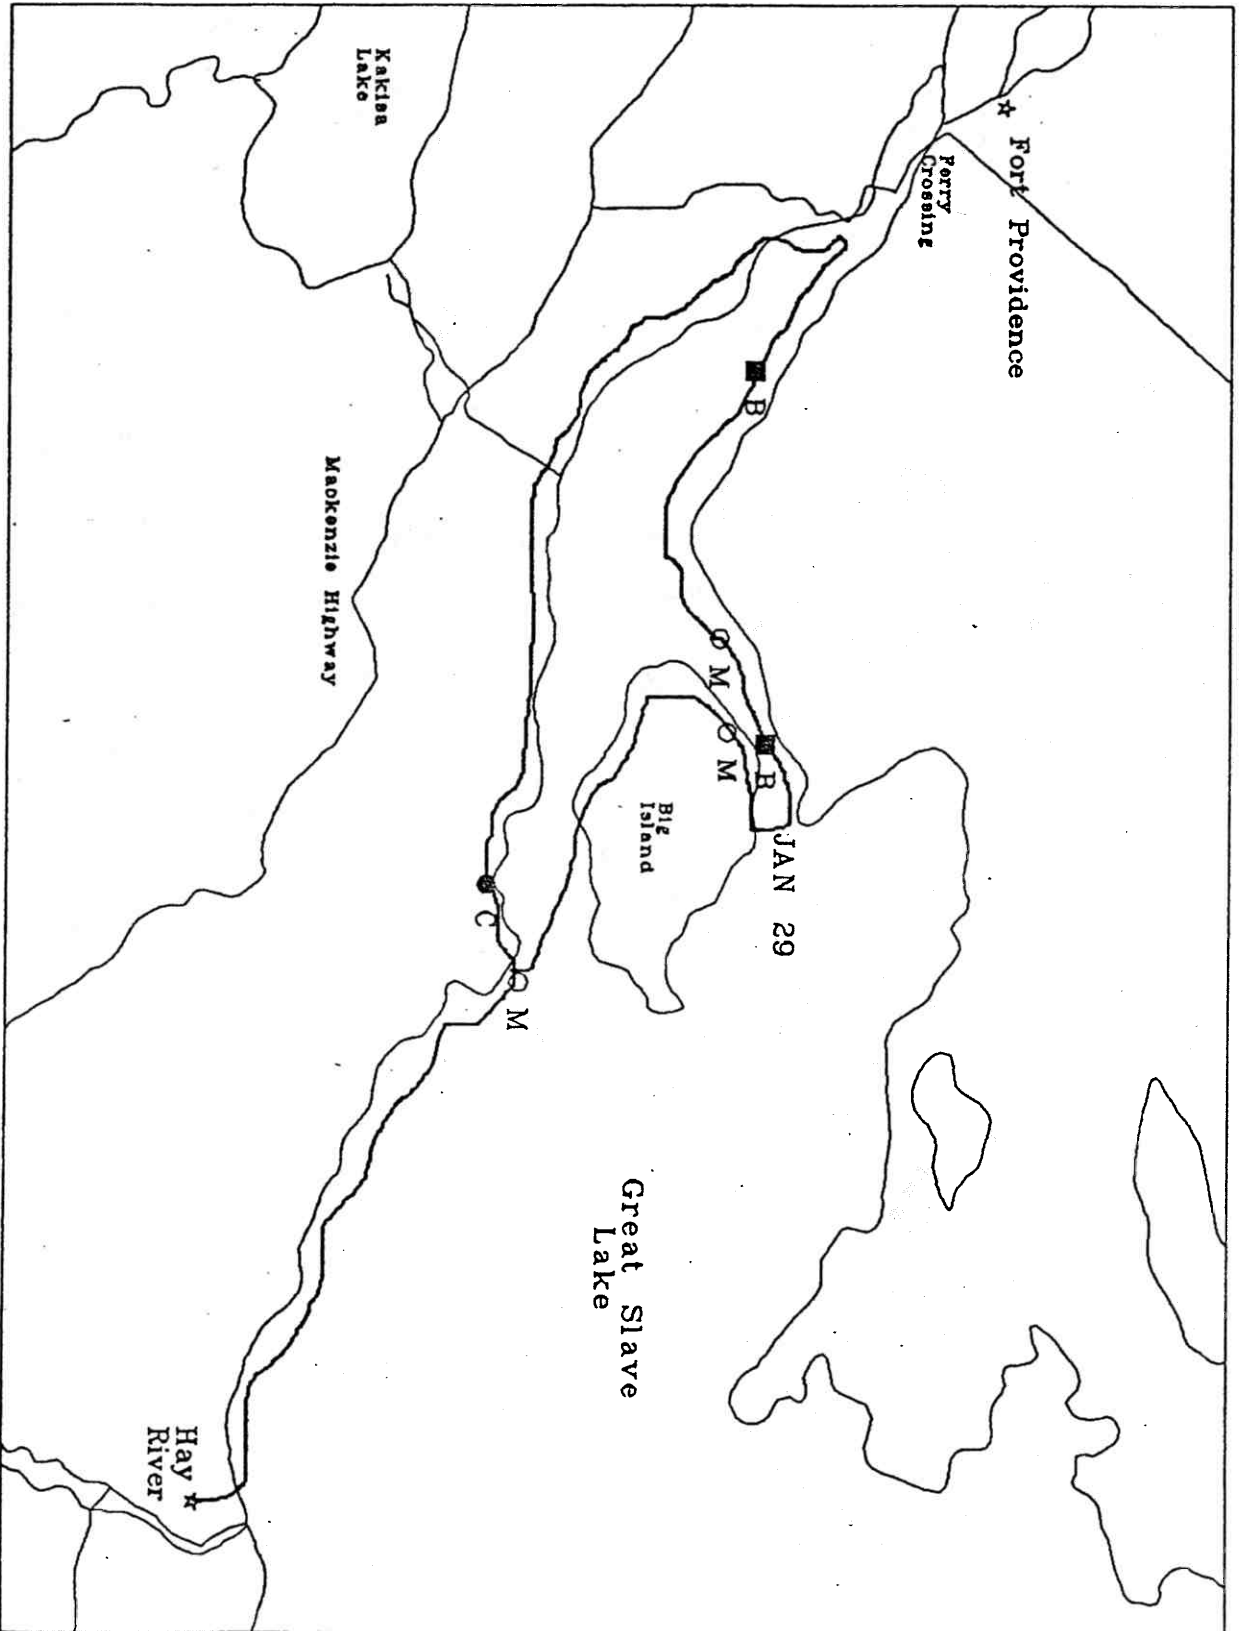 Fort Providence
Ferry
Crossing
Kakisa
Lake
B
Mackenzie Highway
M
M
B
JAN 29
Big
Island
C
M
Great Slave
Lake
Hay
River